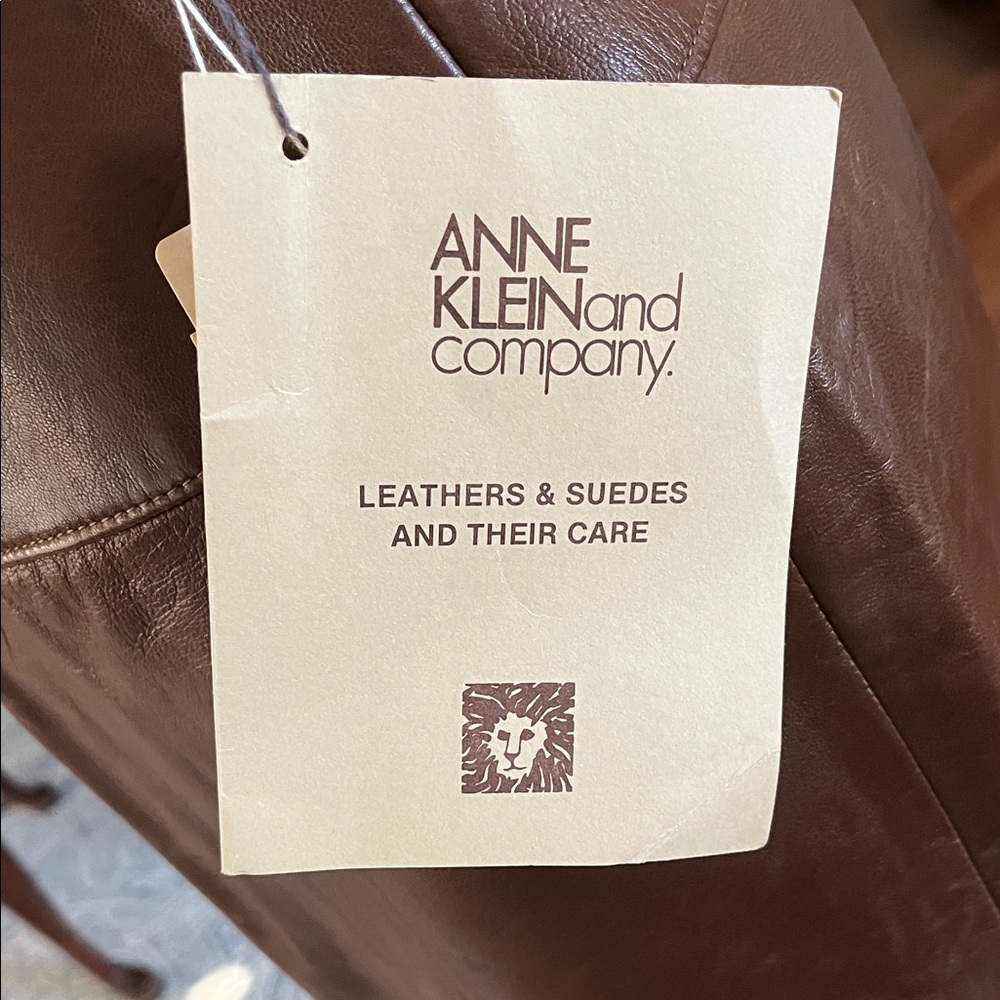 ANNE
KLEINand
company.
LEATHERS & SUEDES
AND THEIR CARE